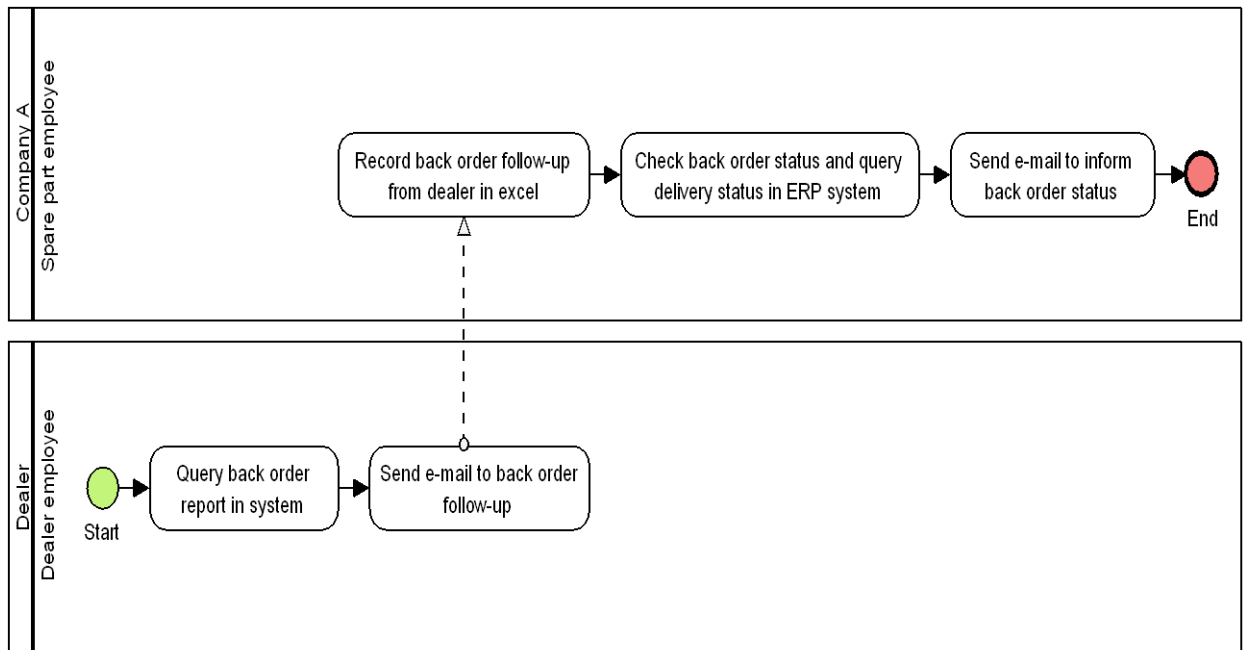 Company A
Spare part employee
Record back order follow-up
from dealer in excel
Check back order status and query
delivery status in ERP system
Send e-mail to inform
back order status
End
Dealer
Dealer employee
Start
Query back order
report in system
Send e-mail to back order
follow-up